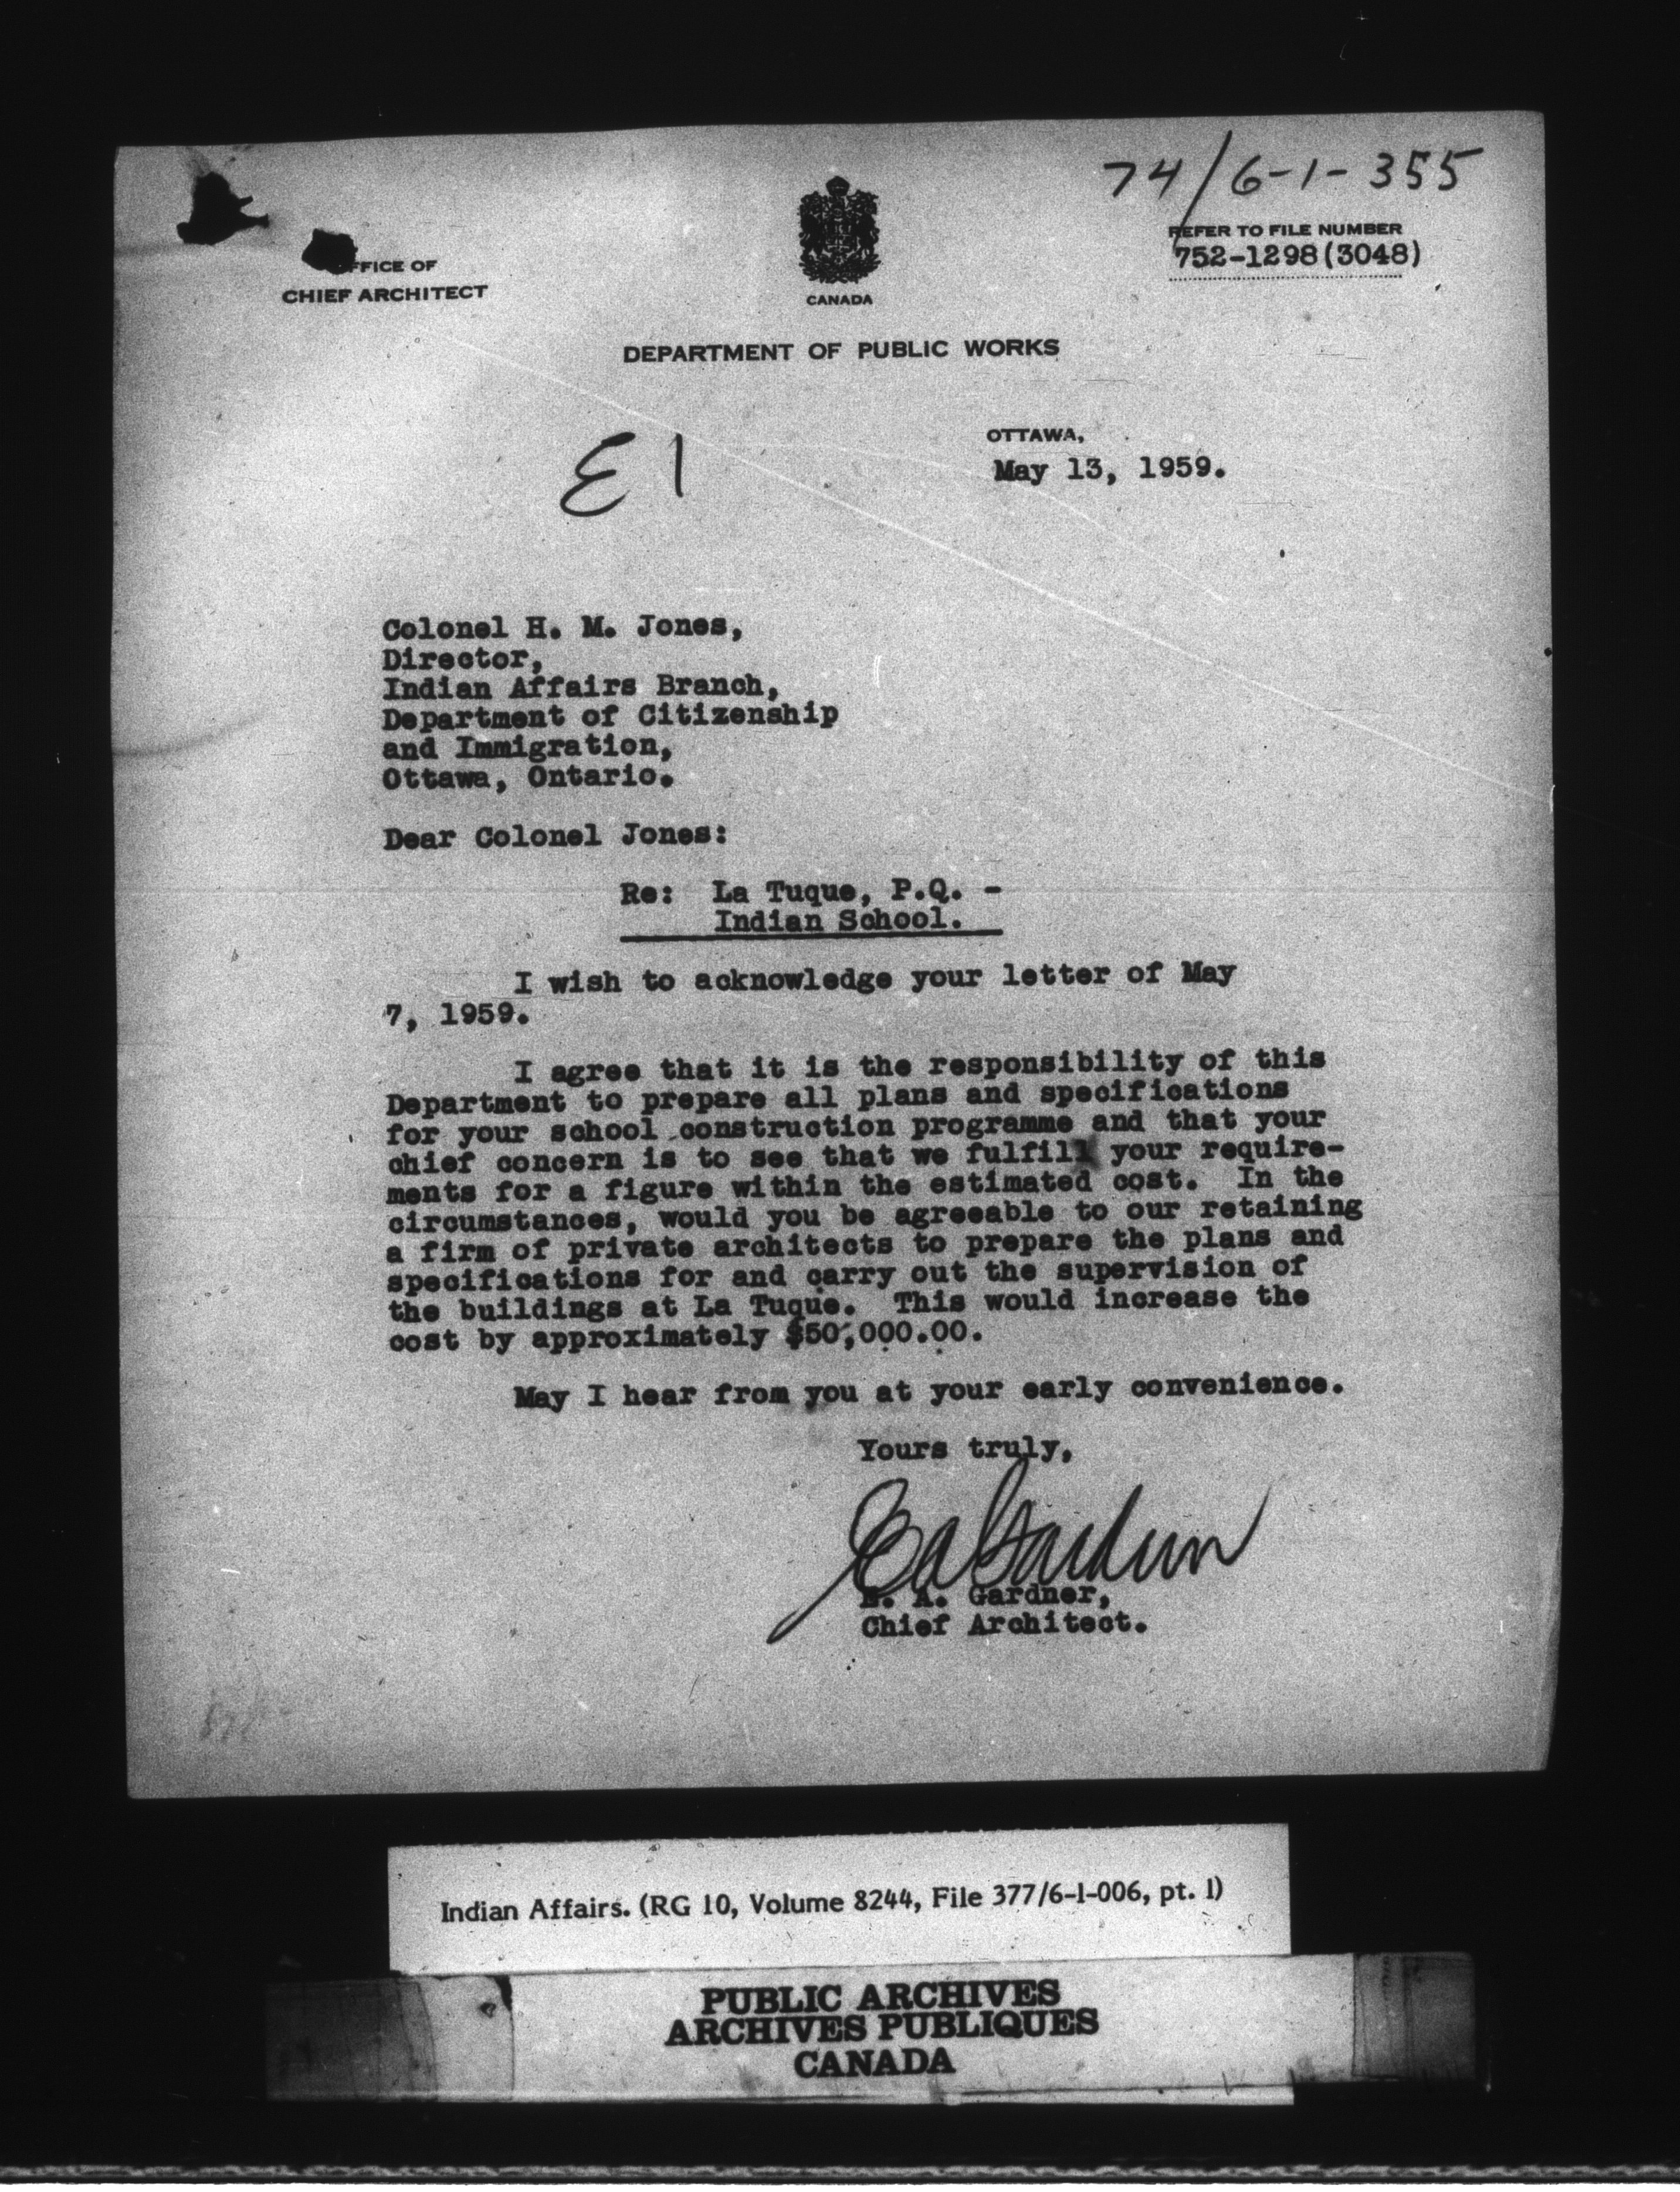 74/6-1-355
REFER TO FILE NUMBER
752-1298(3048)
OFFICE OF
CHIEF ARCHITECT
CANADA
DEPARTMENT OF PUBLIC WORKS
E1
OTTAWA,
May 13, 1959.
Colonel H. M. Jones,
Director,
Indian Affairs Branch,
Department of Citizenship
and Immigration,
Ottawa, Ontario.
Dear Colonel Jones:
Re: La Tuque, P.Q. -
Indian School.
I wish to acknowledge your letter of May
7, 1959.
I agree that it is the responsibility of this
Department to prepare all plans and specifications
for your school construction programme and that your
chief concern is to see that we fulfill your require-
ments for a figure within the estimated cost. In the
circumstances, would you be agreeable to our retaining
a firm of private architects to prepare the plans and
specifications for and carry out the supervision of
the buildings at La Tuque. This would increase the
cost by approximately $50,000.00.
May I hear from you at your early convenience.
Yours truly,
E A Gardner
E. A. Gardner,
Chief Architect.
Indian Affairs. (RG 10, Volume 8244, File 377/6-1-006, pt. 1)
PUBLIC ARCHIVES
ARCHIVES PUBLIQUES
CANADA